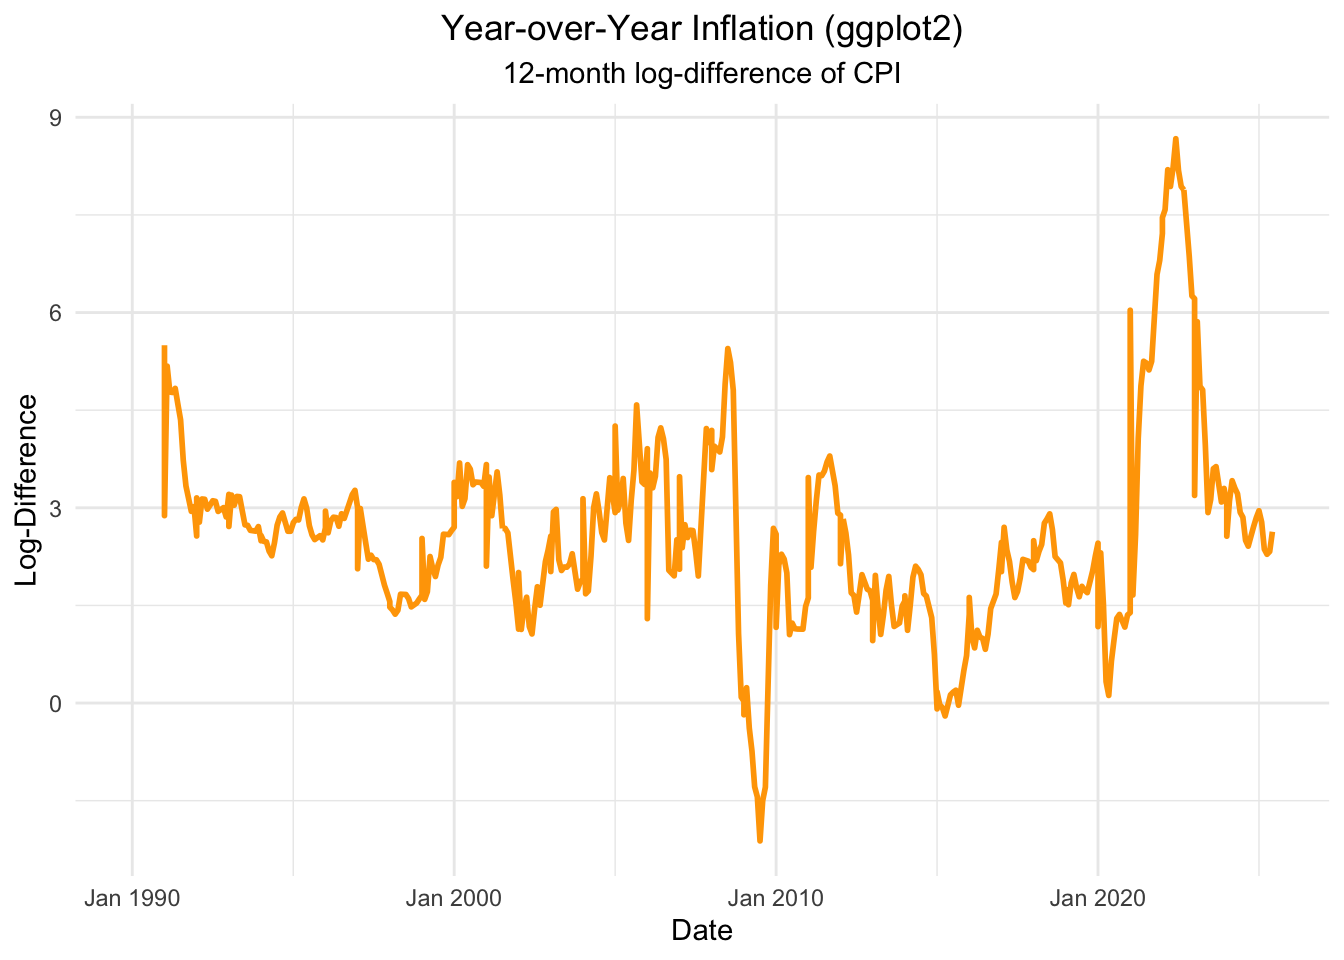 Year-over-Year Inflation (ggplot2)
12-month log-difference of CPI
9
6
3
0
Log-Difference
Jan 1990
Jan 2000
Jan 2010
Jan 2020
Date